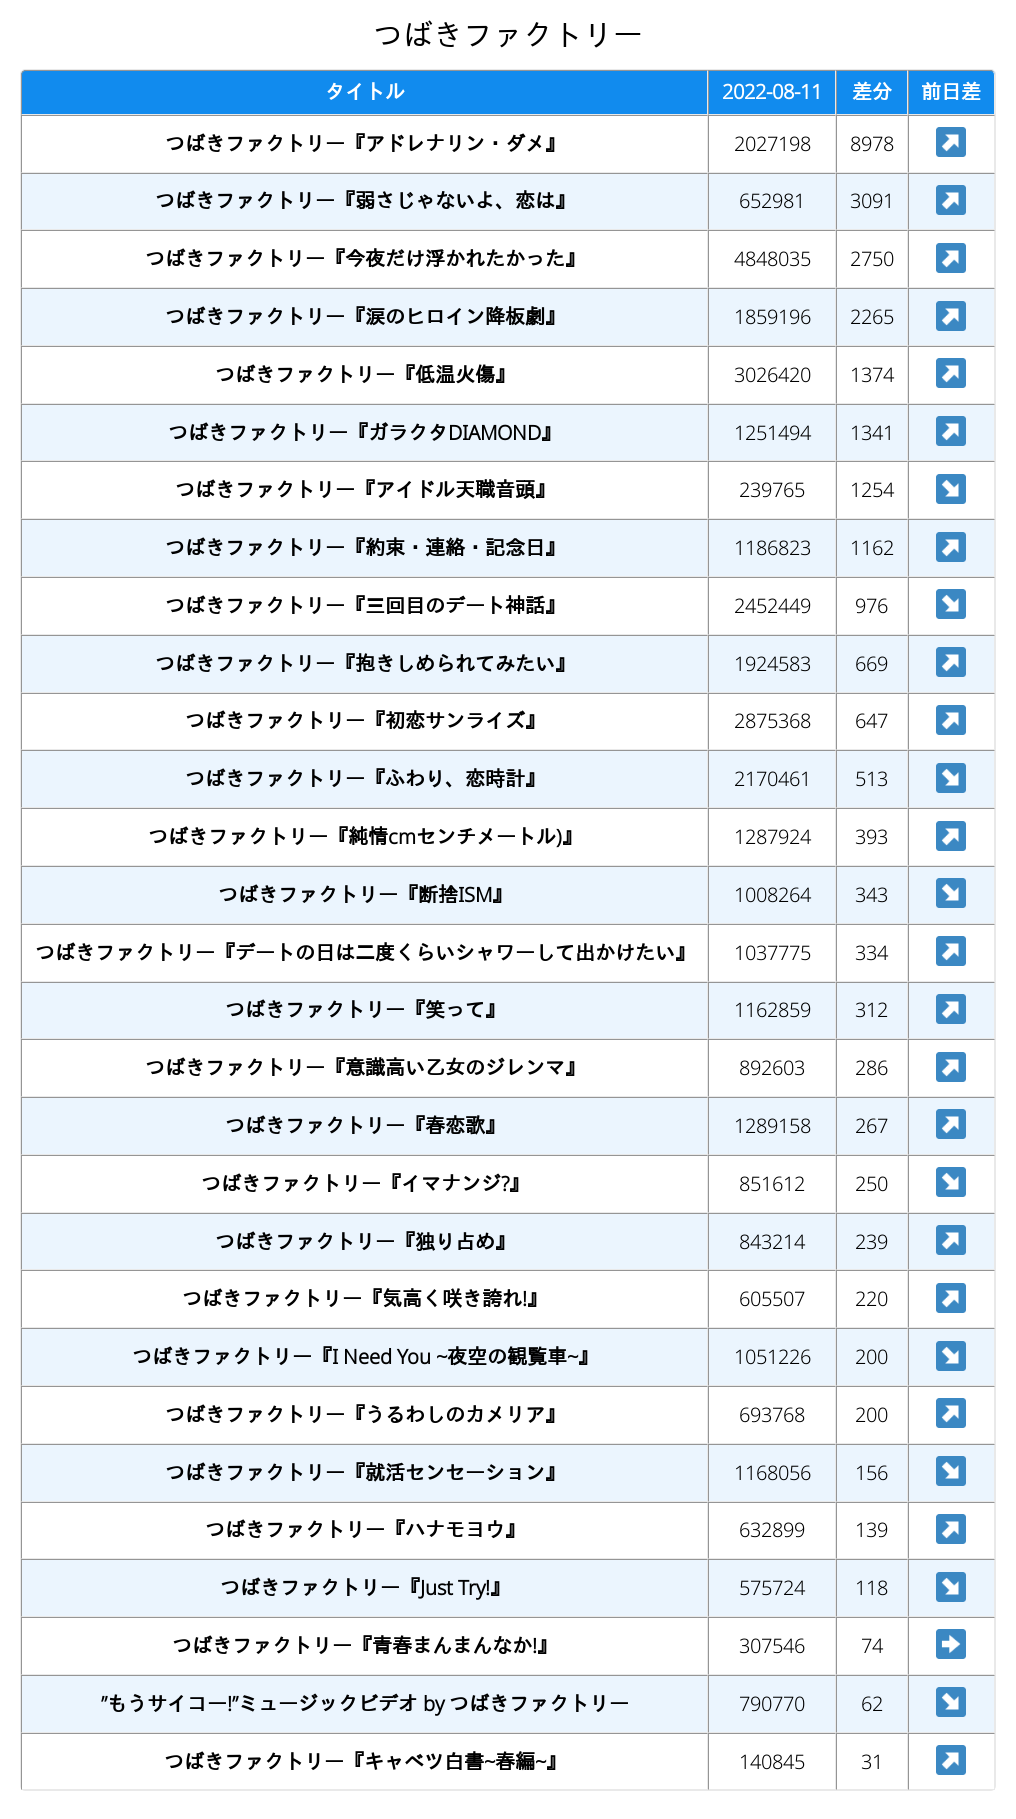 つばきファクトリー
タイトル 2022-08-11 差分 前日差
つばきファクトリー『アドレナリン・ダメ』 2027198 8978 ↗
つばきファクトリー『弱さじゃないよ、恋は』 652981 3091 ↗
つばきファクトリー『今夜だけ浮かれたかった』 4848035 2750 ↗
つばきファクトリー『涙のヒロイン降板劇』 1859196 2265 ↗
つばきファクトリー『低温火傷』 3026420 1374 ↗
つばきファクトリー『ガラクタDIAMOND』 1251494 1341 ↗
つばきファクトリー『アイドル天職音頭』 239765 1254 ↘
つばきファクトリー『約束・連絡・記念日』 1186823 1162 ↗
つばきファクトリー『三回目のデート神話』 2452449 976 ↘
つばきファクトリー『抱きしめられてみたい』 1924583 669 ↗
つばきファクトリー『初恋サンライズ』 2875368 647 ↗
つばきファクトリー『ふわり、恋時計』 2170461 513 ↘
つばきファクトリー『純情cmセンチメートル)』 1287924 393 ↗
つばきファクトリー『断捨ISM』 1008264 343 ↘
つばきファクトリー『デートの日は二度くらいシャワーして出かけたい』 1037775 334 ↗
つばきファクトリー『笑って』 1162859 312 ↗
つばきファクトリー『意識高い乙女のジレンマ』 892603 286 ↗
つばきファクトリー『春恋歌』 1289158 267 ↗
つばきファクトリー『イマナンジ?』 851612 250 ↘
つばきファクトリー『独り占め』 843214 239 ↗
つばきファクトリー『気高く咲き誇れ!』 605507 220 ↗
つばきファクトリー『I Need You ~夜空の観覧車~』 1051226 200 ↘
つばきファクトリー『うるわしのカメリア』 693768 200 ↗
つばきファクトリー『就活センセーション』 1168056 156 ↘
つばきファクトリー『ハナモヨウ』 632899 139 ↗
つばきファクトリー『Just Try!』 575724 118 ↘
つばきファクトリー『青春まんまんなか!』 307546 74 ➡
”もうサイコー!”ミュージックビデオ by つばきファクトリー 790770 62 ↘
つばきファクトリー『キャベツ白書~春編~』 140845 31 ↗